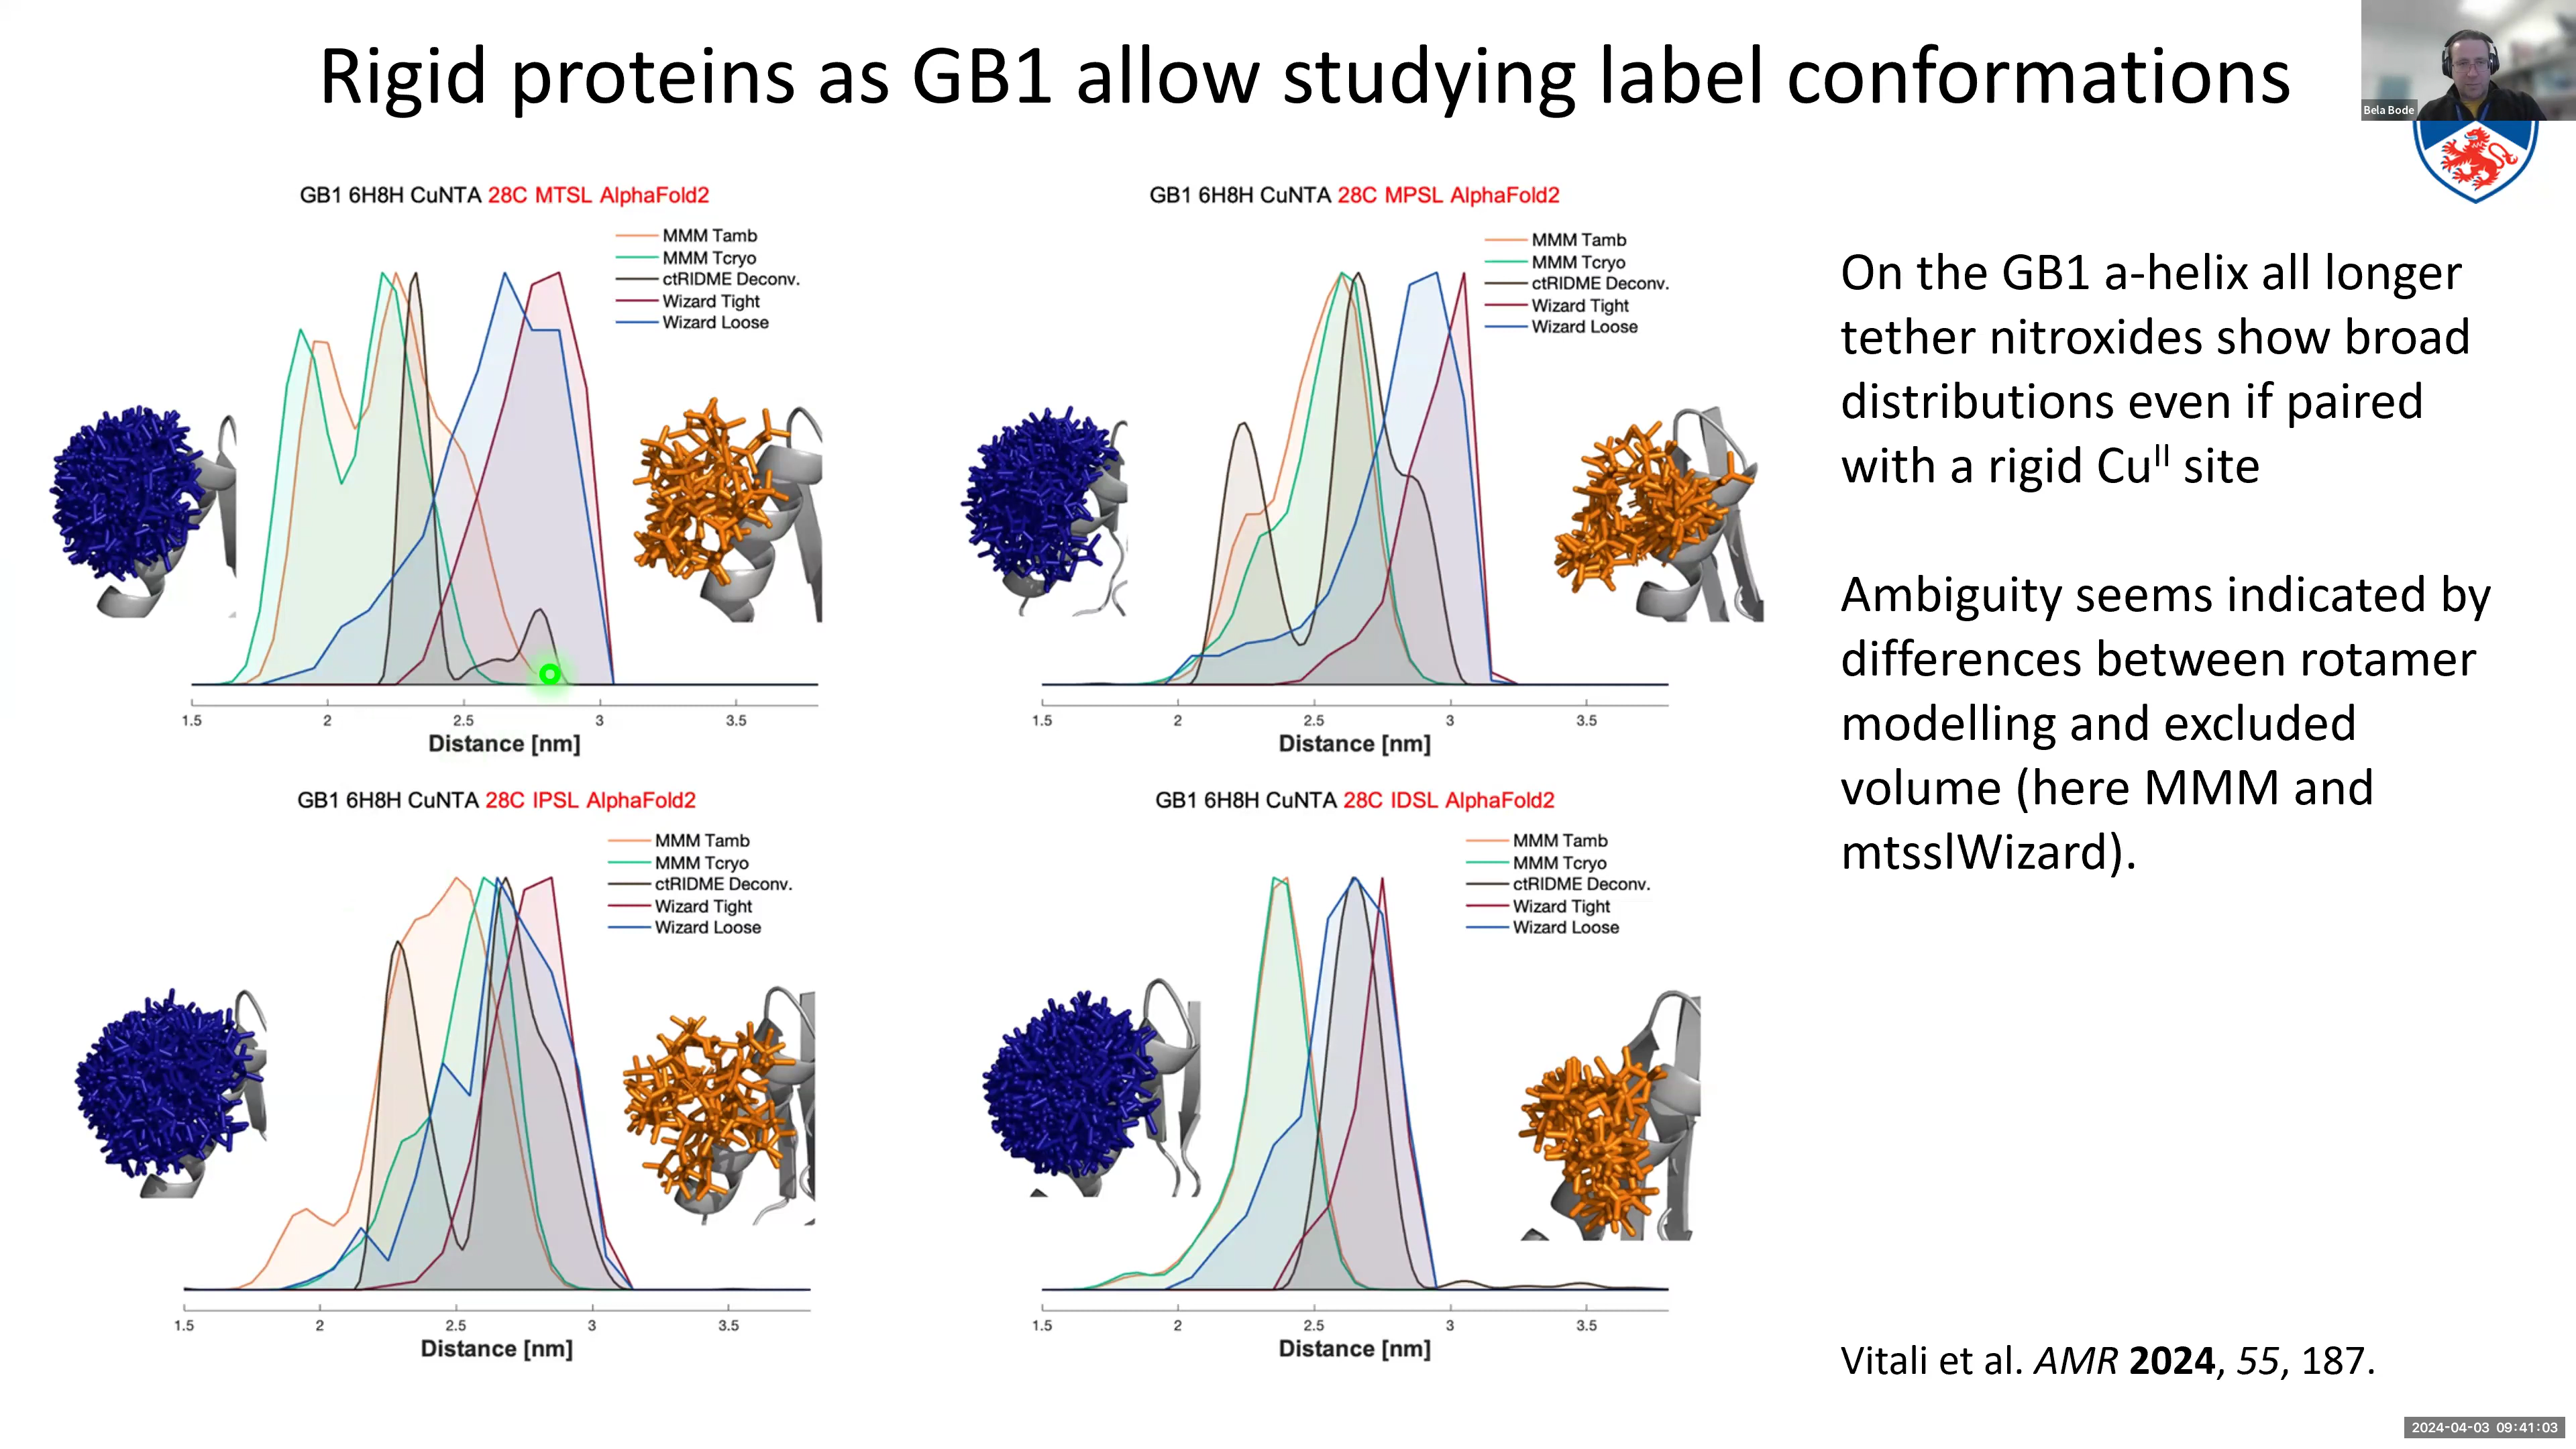 Rigid proteins as GB1 allow studying label conformations
Bela Bode
GB1 6H8H CuNTA 28C MTSL AlphaFold2
MMM Tamb
MMM Tcryo
ctRIDME Deconv.
Wizard Tight
Wizard Loose
1.5 2 2.5 3 3.5
Distance [nm]
GB1 6H8H CuNTA 28C MPSL AlphaFold2
MMM Tamb
MMM Tcryo
ctRIDME Deconv.
Wizard Tight
Wizard Loose
1.5 2 2.5 3 3.5
Distance [nm]
GB1 6H8H CuNTA 28C IPSL AlphaFold2
MMM Tamb
MMM Tcryo
ctRIDME Deconv.
Wizard Tight
Wizard Loose
1.5 2 2.5 3 3.5
Distance [nm]
GB1 6H8H CuNTA 28C IDSL AlphaFold2
MMM Tamb
MMM Tcryo
ctRIDME Deconv.
Wizard Tight
Wizard Loose
1.5 2 2.5 3 3.5
Distance [nm]
On the GB1 a-helix all longer
tether nitroxides show broad
distributions even if paired
with a rigid Cuᴵᴵ site
Ambiguity seems indicated by
differences between rotamer
modelling and excluded
volume (here MMM and
mtsslWizard).
Vitali et al. AMR 2024, 55, 187.
2024-04-03 09:41:03